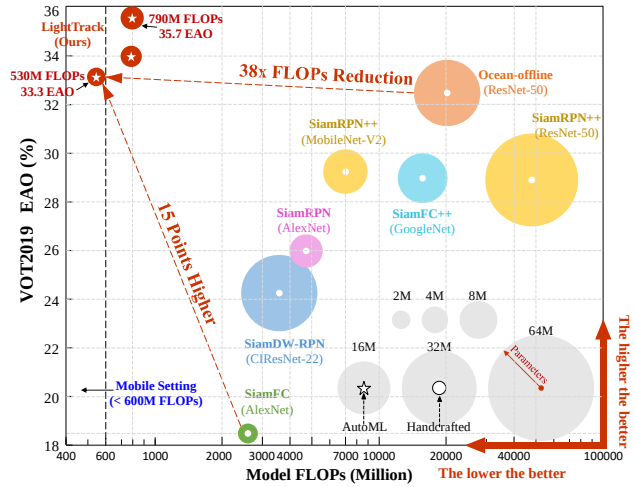 36
34
32
30
28
26
24
22
20
18
VOT2019 EAO (%)
LightTrack
(Ours)
790M FLOPs
35.7 EAO
530M FLOPs
33.3 EAO
38x FLOPs Reduction
Ocean-offline
(ResNet-50)
SiamRPN++
(MobileNet-V2)
SiamRPN++
(ResNet-50)
SiamFC++
(GoogleNet)
SiamRPN
(AlexNet)
15 Points Higher
SiamDW-RPN
(CIResNet-22)
SiamFC
(AlexNet)
Mobile Setting
(< 600M FLOPs)
2M
4M
8M
16M
32M
64M
Parameters
AutoML
Handcrafted
The higher the better
The lower the better
400
600
1000
2000
3000
4000
10000
20000
40000
100000
Model FLOPs (Million)